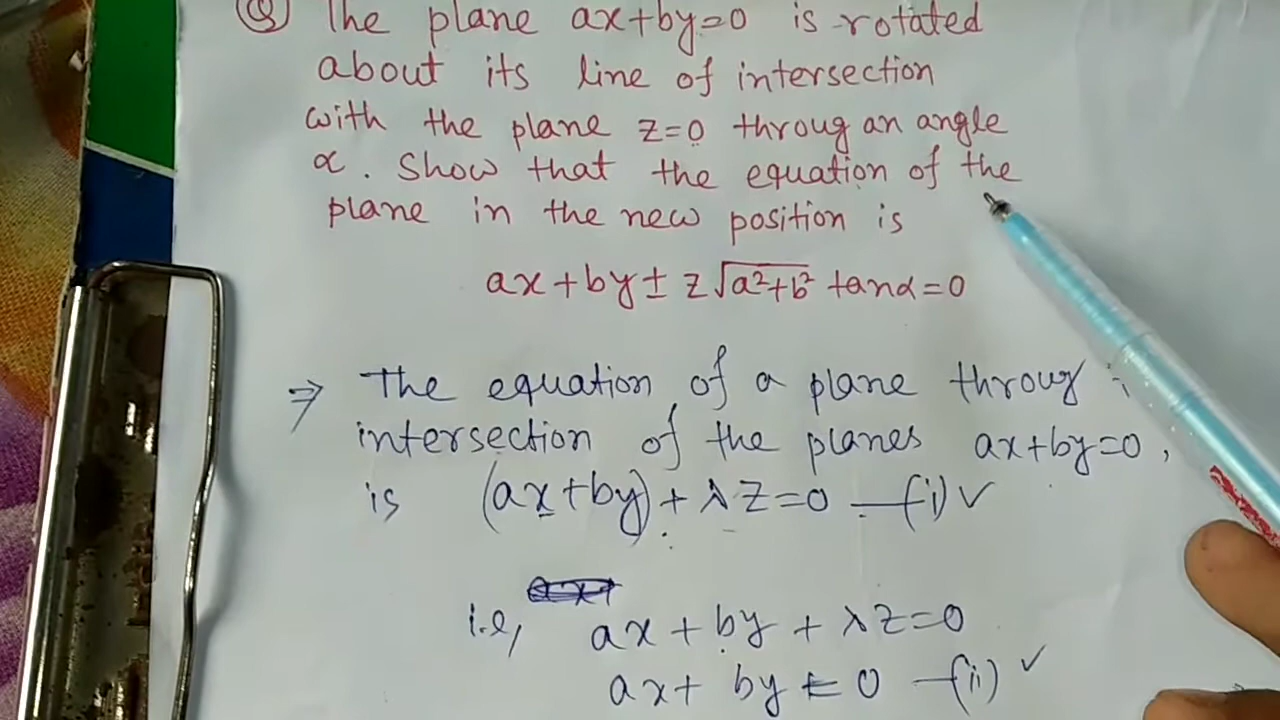 Q The plane ax+by=0 is rotated
about its line of intersection
with the plane z=0 throug an angle
α. Show that the equation of the
plane in the new position is
ax+by± z√a²+b² tanα=0
⇒ The equation of a plane throug
intersection of the planes ax+by=0,
is (ax+by)+λz=0 —(i) ✓
i.e, ax+by+λz=0
ax+ by = 0 —(ii) ✓